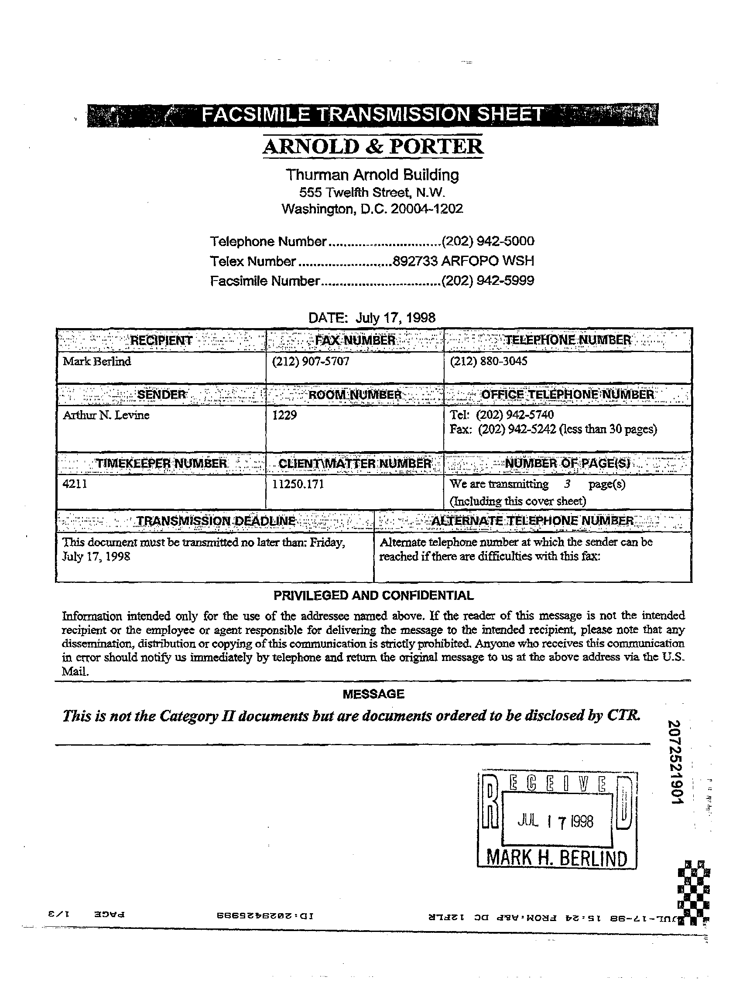 FACSIMILE TRANSMISSION SHEET
ARNOLD & PORTER
Thurman Arnold Building
555 Twelfth Street, N.W.
Washington, D.C. 20004-1202
Telephone Number..............................(202) 942-5000
Telex Number.........................892733 ARFOPO WSH
Facsimile Number................................(202) 942-5999
DATE: July 17, 1998
RECIPIENT FAX NUMBER TELEPHONE NUMBER
Mark Berlind (212) 907-5707 (212) 880-3045
SENDER ROOM NUMBER OFFICE TELEPHONE NUMBER
Arthur N. Levine 1229 Tel: (202) 942-5740
Fax: (202) 942-5242 (less than 30 pages)
TIMEKEEPER NUMBER CLIENT\MATTER NUMBER NUMBER OF PAGE(S)
4211 11250.171 We are transmitting 3 page(s)
(Including this cover sheet)
TRANSMISSION DEADLINE ALTERNATE TELEPHONE NUMBER
This document must be transmitted no later than: Friday, Alternate telephone number at which the sender can be
July 17, 1998 reached if there are difficulties with this fax:
PRIVILEGED AND CONFIDENTIAL
Information intended only for the use of the addressee named above. If the reader of this message is not the intended
recipient or the employee or agent responsible for delivering the message to the intended recipient, please note that any
dissemination, distribution or copying of this communication is strictly prohibited. Anyone who receives this communication
in error should notify us immediately by telephone and return the original message to us at the above address via the U.S.
Mail.
MESSAGE
This is not the Category II documents but are documents ordered to be disclosed by CTR.
2072521901
RECEIVED
JUL 17 1998
MARK H. BERLIND
JUL-17-98 15:24 FROM:A&P DC 12FLR ID:2029425999 PAGE 1/3